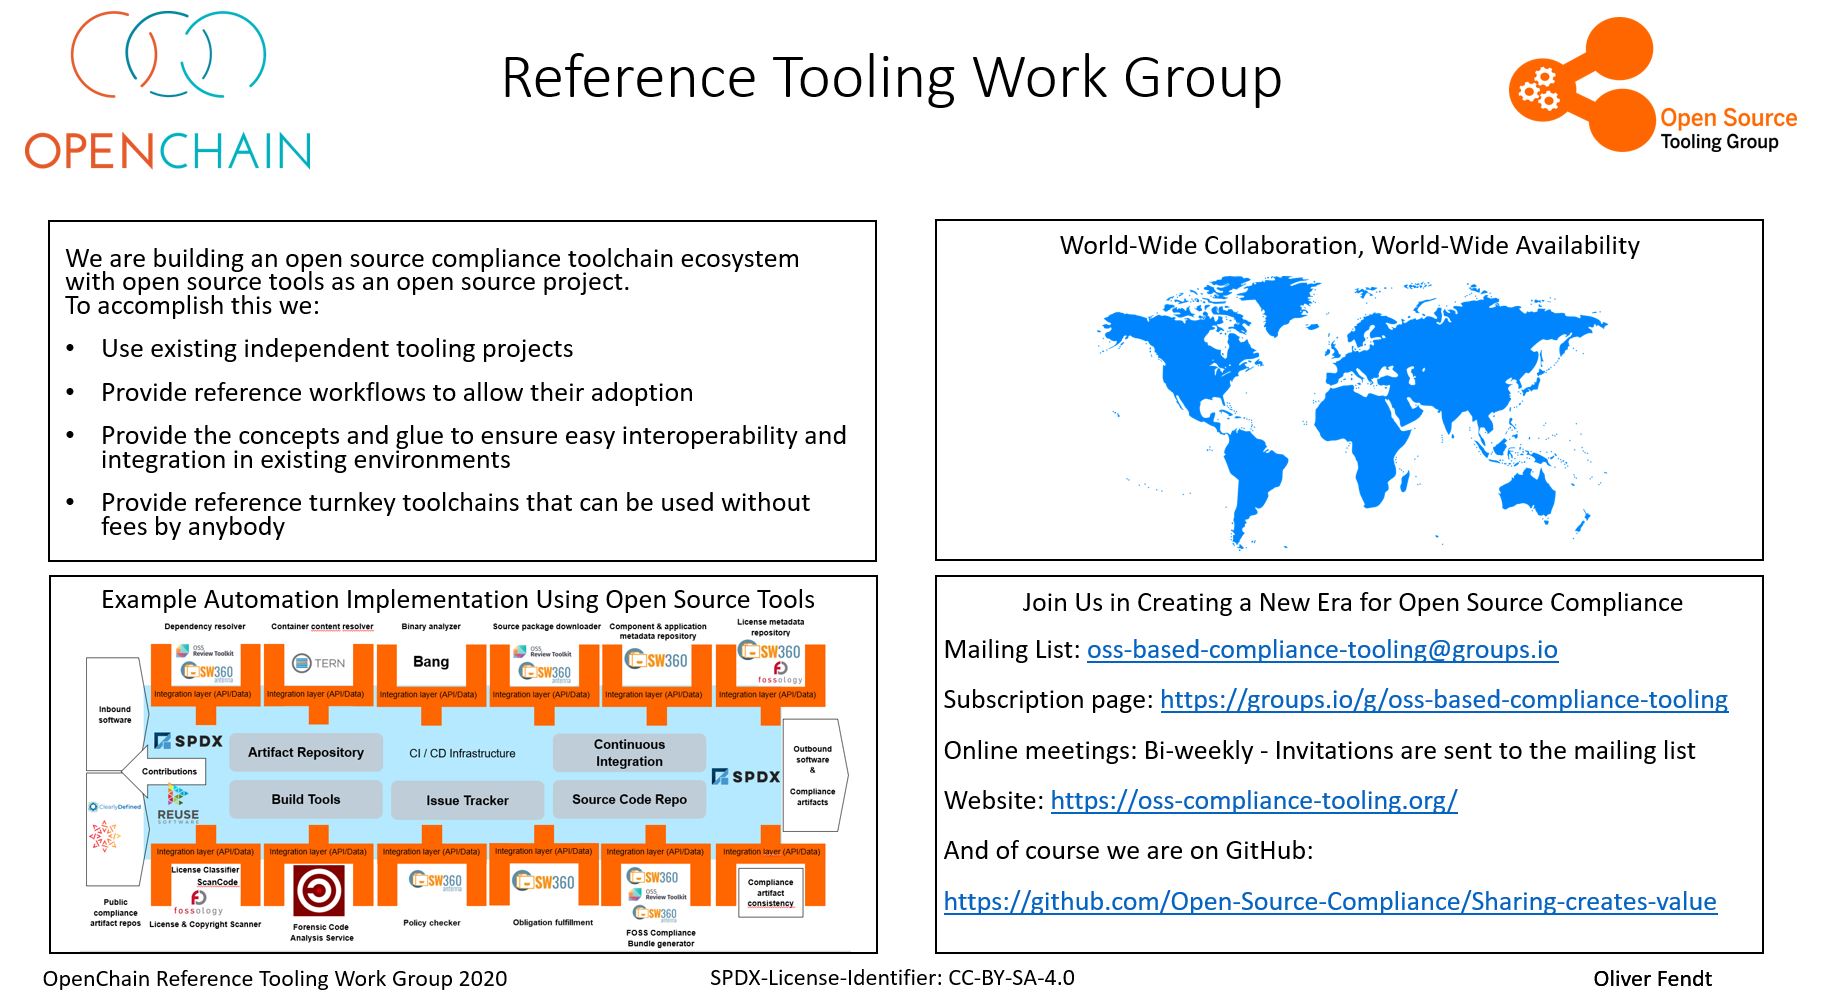 OPENCHAIN
Reference Tooling Work Group
Open Source
Tooling Group
We are building an open source compliance toolchain ecosystem
with open source tools as an open source project.
To accomplish this we:
• Use existing independent tooling projects
• Provide reference workflows to allow their adoption
• Provide the concepts and glue to ensure easy interoperability and
integration in existing environments
• Provide reference turnkey toolchains that can be used without
fees by anybody
World-Wide Collaboration, World-Wide Availability
Example Automation Implementation Using Open Source Tools
Dependency resolver
Container content resolver
Binary analyzer
Source package downloader
Component & application
metadata repository
License metadata
repository
OSS
Review Toolkit
SW360
antenna
TERN
Bang
OSS
Review Toolkit
SW360
antenna
SW360
SW360
fossology
Integration layer (API/Data)
Integration layer (API/Data)
Integration layer (API/Data)
Integration layer (API/Data)
Integration layer (API/Data)
Integration layer (API/Data)
Inbound
software
SPDX
Contributions
ClearlyDefined
REUSE
SOFTWARE
Artifact Repository
CI / CD Infrastructure
Continuous
Integration
Build Tools
Issue Tracker
Source Code Repo
SPDX
Outbound
software
&
Compliance
artifacts
Integration layer (API/Data)
Integration layer (API/Data)
Integration layer (API/Data)
Integration layer (API/Data)
Integration layer (API/Data)
Integration layer (API/Data)
License Classifier
ScanCode
fossology
SW360
antenna
SW360
SW360
OSS
Review Toolkit
SW360
antenna
Compliance
artifact
consistency
Public
compliance
artifact repos
License & Copyright Scanner
Forensic Code
Analysis Service
Policy checker
Obligation fulfillment
FOSS Compliance
Bundle generator
Join Us in Creating a New Era for Open Source Compliance
Mailing List: oss-based-compliance-tooling@groups.io
Subscription page: https://groups.io/g/oss-based-compliance-tooling
Online meetings: Bi-weekly - Invitations are sent to the mailing list
Website: https://oss-compliance-tooling.org/
And of course we are on GitHub:
https://github.com/Open-Source-Compliance/Sharing-creates-value
OpenChain Reference Tooling Work Group 2020
SPDX-License-Identifier: CC-BY-SA-4.0
Oliver Fendt